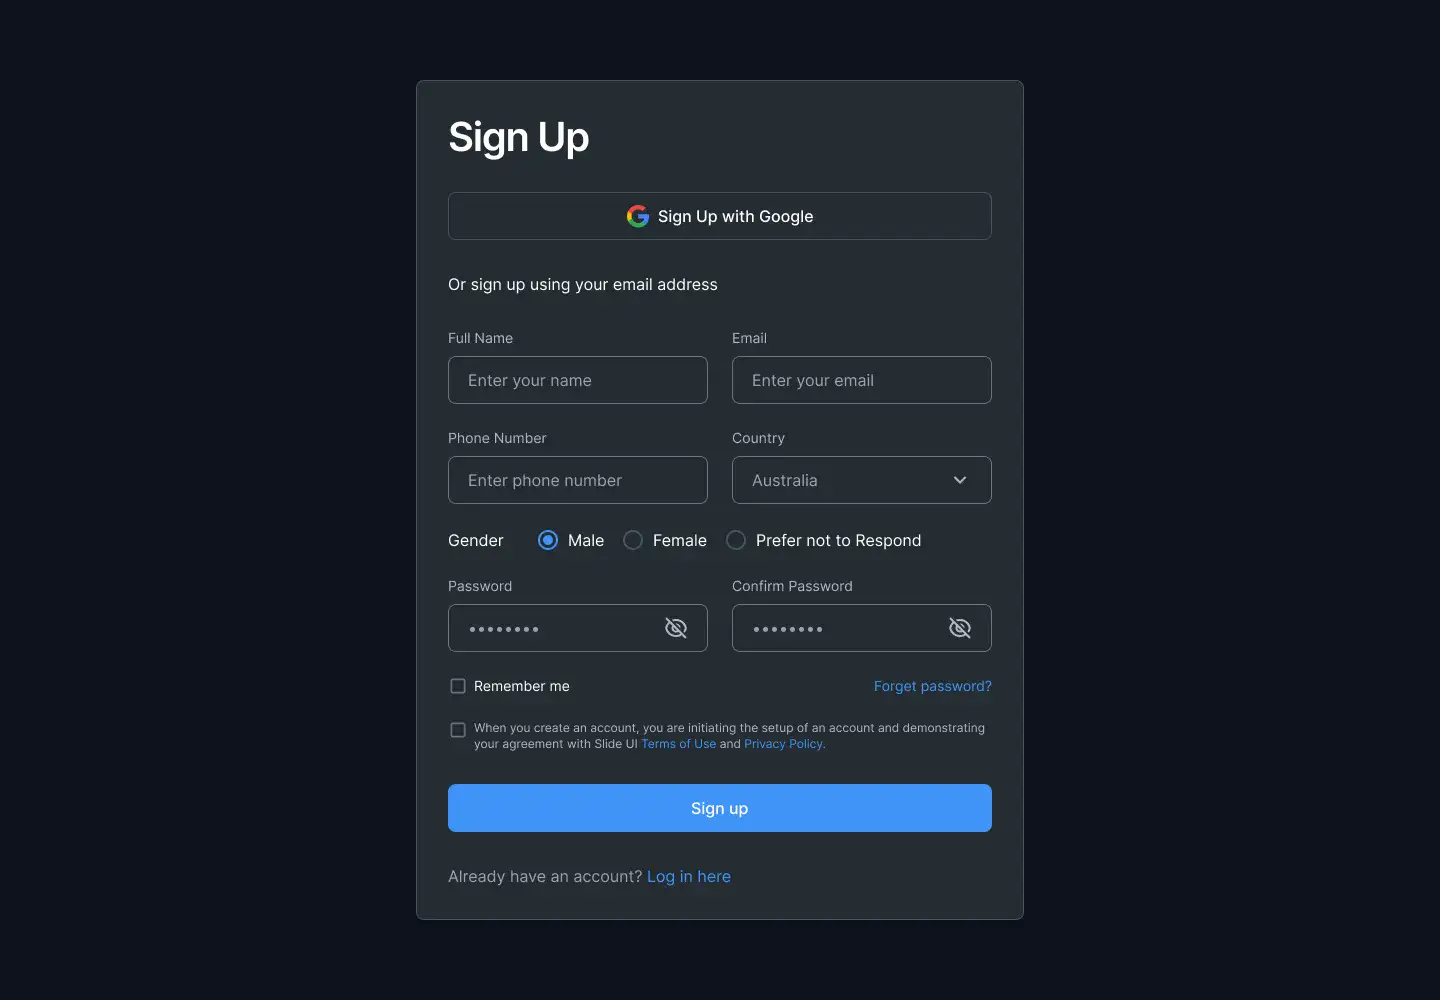 Sign Up
Sign Up with Google
Or sign up using your email address
Full Name
Email
Enter your name
Enter your email
Phone Number
Country
Enter phone number
Australia
Gender
Male
Female
Prefer not to Respond
Password
Confirm Password
••••••••
••••••••
Remember me
Forget password?
When you create an account, you are initiating the setup of an account and demonstrating
your agreement with Slide UI Terms of Use and Privacy Policy.
Sign up
Already have an account? Log in here